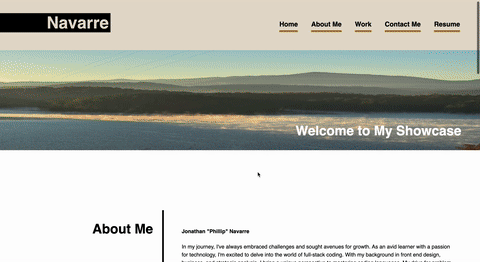 Navarre
Home About Me Work Contact Me Resume
Welcome to My Showcase
About Me
Jonathan "Phillip" Navarre
In my journey, I've always embraced challenges and sought avenues for growth. As an avid learner with a passion
for technology, I'm excited to delve into the world of full-stack coding. With my background in front end design,